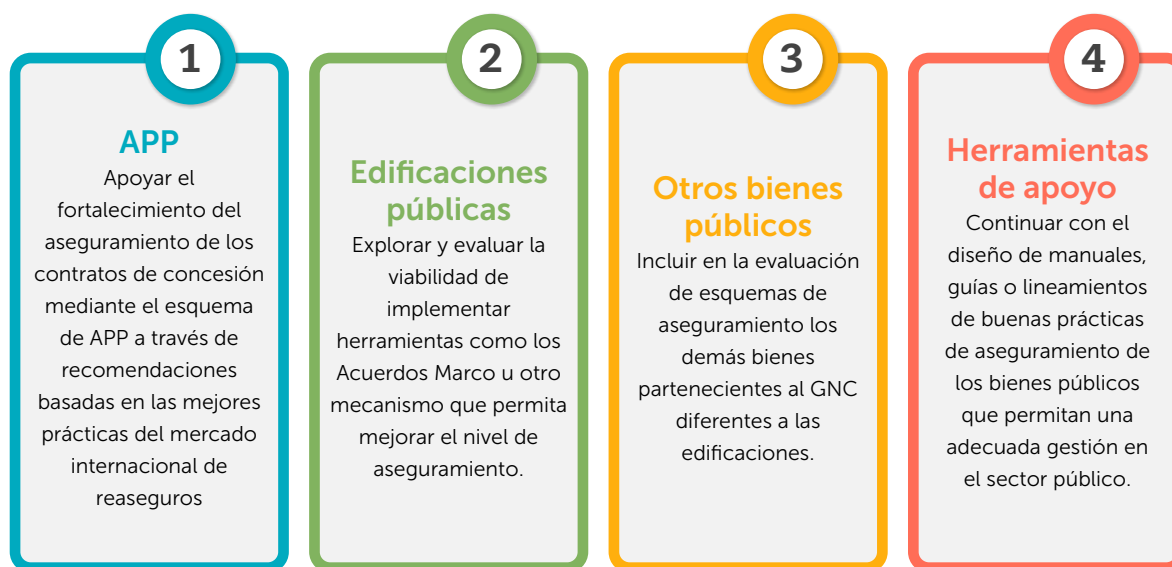 1
APP
Apoyar el
fortalecimiento del
aseguramiento de los
contratos de concesión
mediante el esquema
de APP a través de
recomendaciones
basadas en las mejores
prácticas del mercado
internacional de
reaseguros
2
Edificaciones
públicas
Explorar y evaluar la
viabilidad de
implementar
herramientas como los
Acuerdos Marco u otro
mecanismo que permita
mejorar el nivel de
aseguramiento.
3
Otros bienes
públicos
Incluir en la evaluación
de esquemas de
aseguramiento los
demás bienes
partenecientes al GNC
diferentes a las
edificaciones.
4
Herramientas
de apoyo
Continuar con el
diseño de manuales,
guías o lineamientos
de buenas prácticas
de aseguramiento de
los bienes públicos
que permitan una
adecuada gestión en
el sector público.